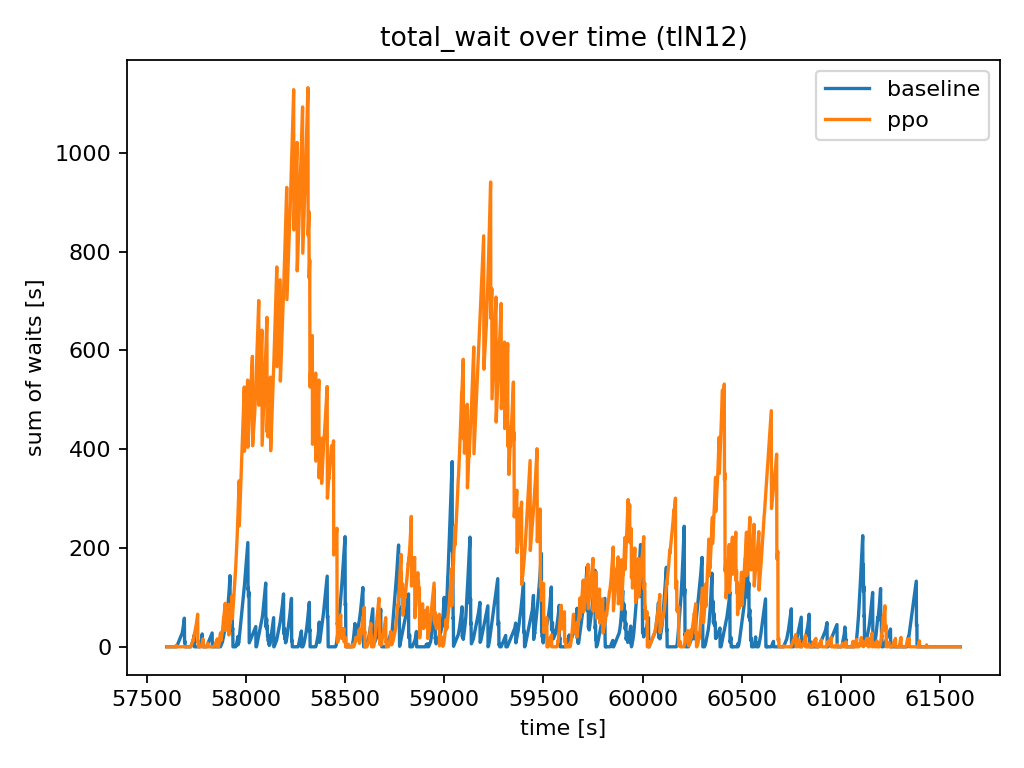 total_wait over time (tlN12)
baseline
ppo
sum of waits [s]
1000
800
600
400
200
0
57500 58000 58500 59000 59500 60000 60500 61000 61500
time [s]